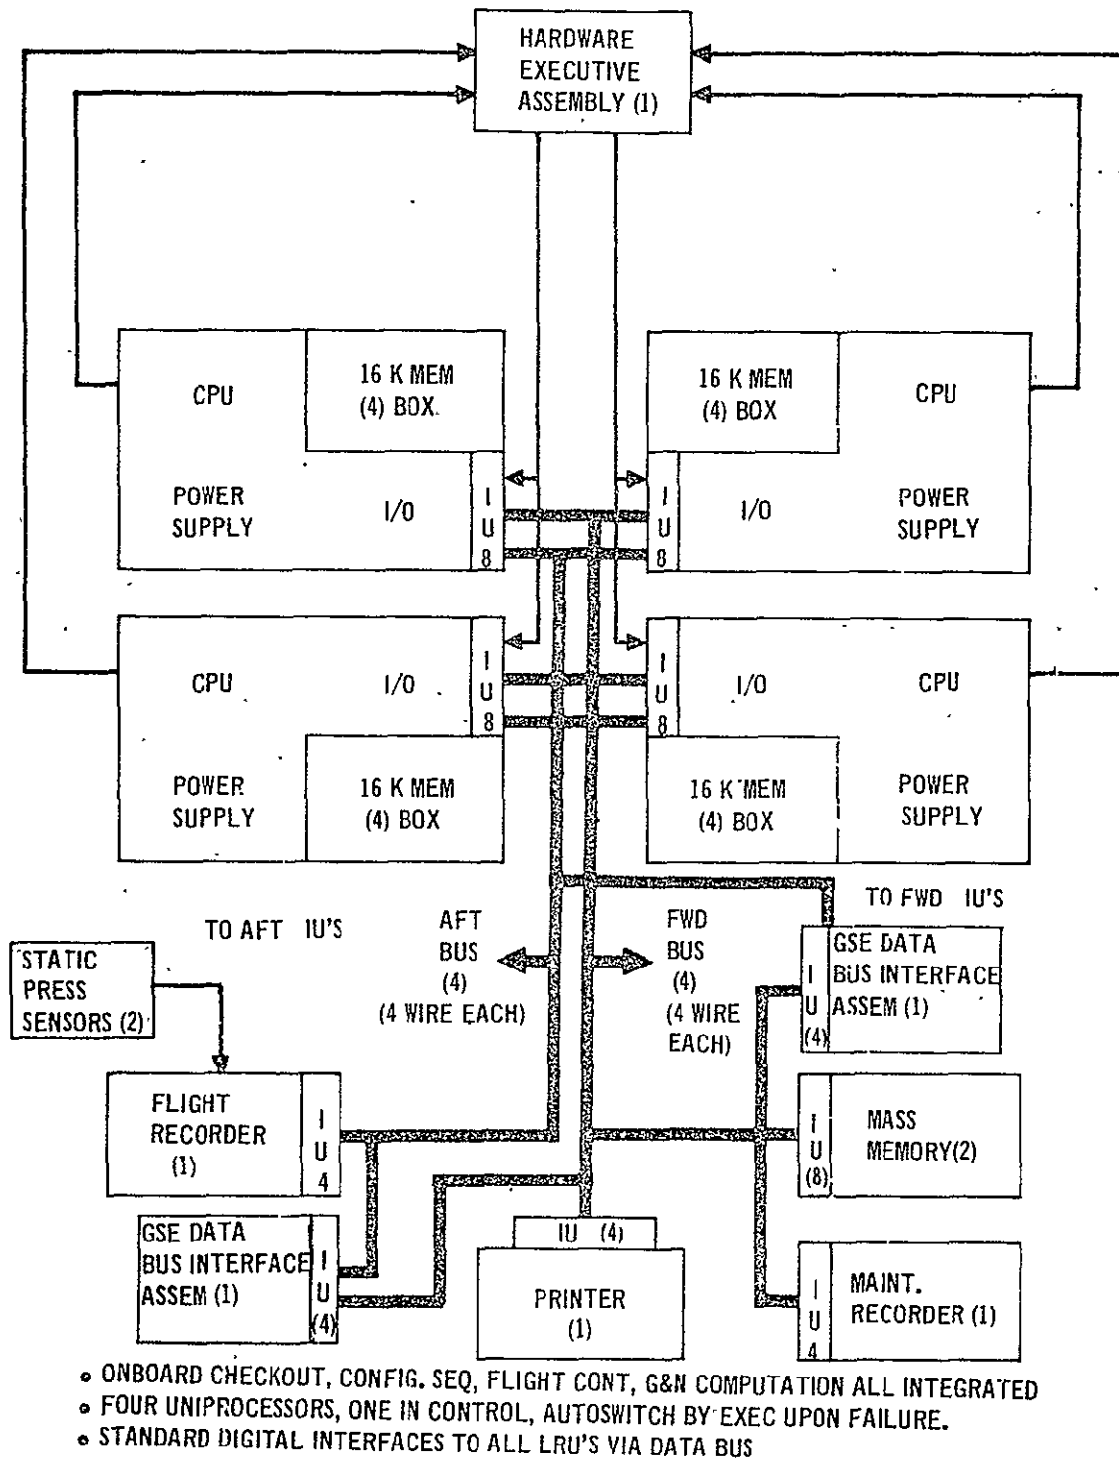 HARDWARE
EXECUTIVE
ASSEMBLY (1)
CPU
16 K MEM
(4) BOX.
POWER
SUPPLY
I/O
I
U
8
16 K MEM
(4) BOX
CPU
I
U
8
I/O
POWER
SUPPLY
CPU
I/O
I
U
8
POWER
SUPPLY
16 K MEM
(4) BOX
I
U
8
I/O
CPU
16 K MEM
(4) BOX
POWER
SUPPLY
TO AFT IU'S
AFT
BUS
(4)
(4 WIRE EACH)
FWD
BUS
(4)
(4 WIRE
EACH)
TO FWD IU'S
STATIC
PRESS
SENSORS (2)
GSE DATA
BUS INTERFACE
ASSEM (1)
I
U
(4)
FLIGHT
RECORDER
(1)
I
U
4
I
U
(8)
MASS
MEMORY(2)
GSE DATA
BUS INTERFACE
ASSEM (1)
I
U
(4)
IU (4)
PRINTER
(1)
I
U
4
MAINT.
RECORDER (1)
• ONBOARD CHECKOUT, CONFIG. SEQ, FLIGHT CONT, G&N COMPUTATION ALL INTEGRATED
• FOUR UNIPROCESSORS, ONE IN CONTROL, AUTOSWITCH BY EXEC UPON FAILURE.
• STANDARD DIGITAL INTERFACES TO ALL LRU'S VIA DATA BUS